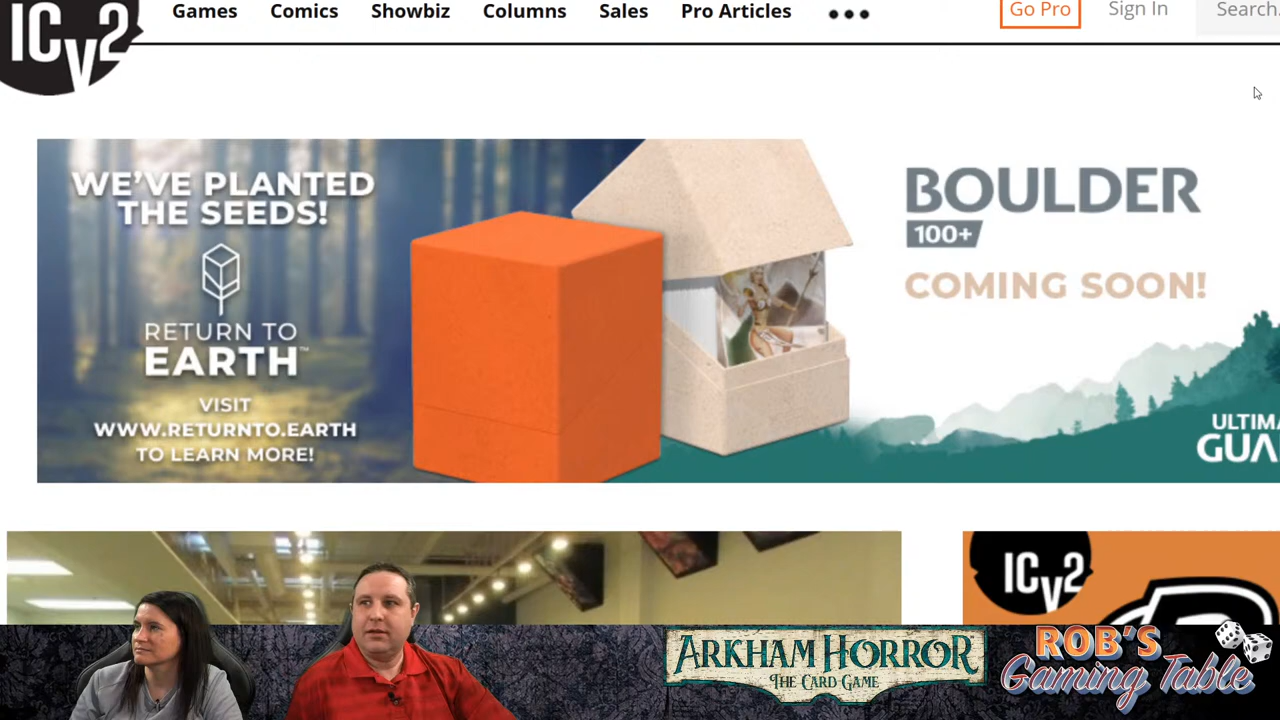 ICv2
Games Comics Showbiz Columns Sales Pro Articles ••• Go Pro Sign In Search.
WE'VE PLANTED
THE SEEDS!
RETURN TO
EARTH™
VISIT
WWW.RETURNTO.EARTH
TO LEARN MORE!
BOULDER
100+
COMING SOON!
ICv2
ARKHAM HORROR
THE CARD GAME
ROB'S
Gaming Table